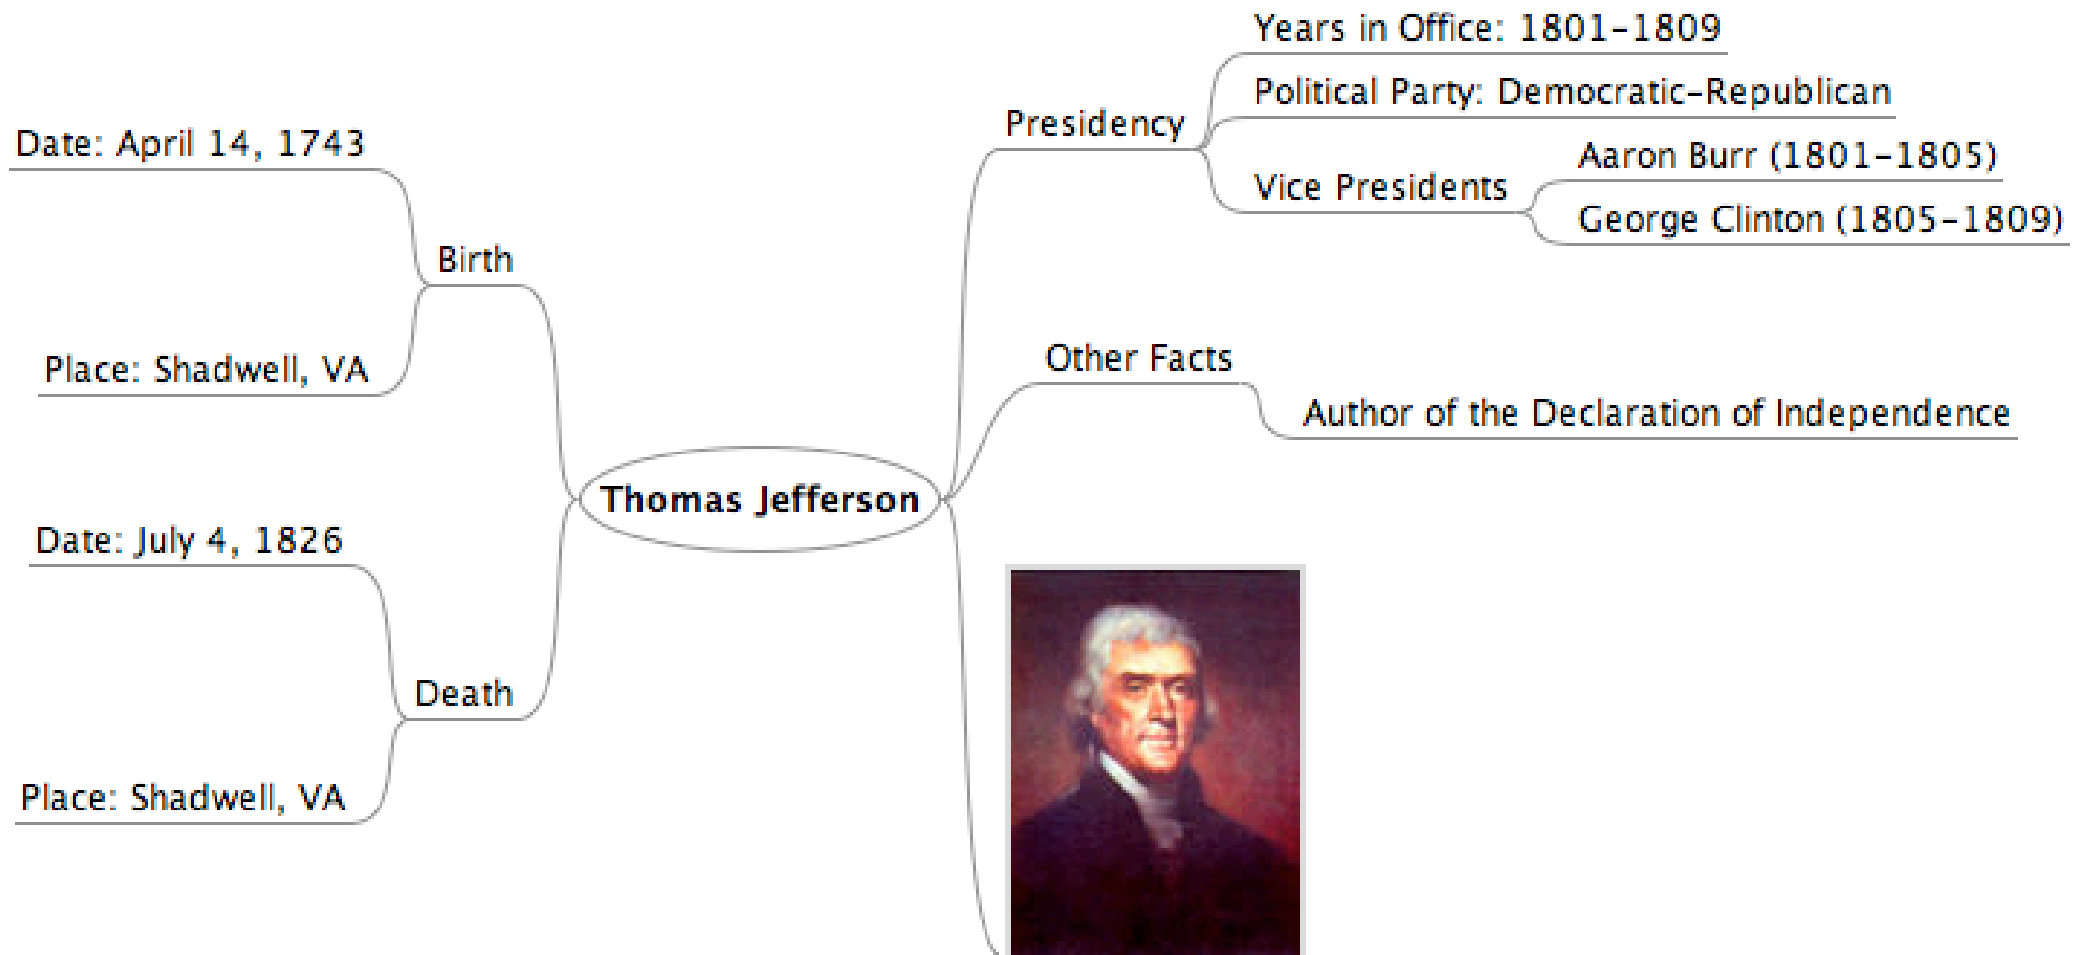 Thomas Jefferson
Birth
Date: April 14, 1743
Place: Shadwell, VA
Death
Date: July 4, 1826
Place: Shadwell, VA
Presidency
Years in Office: 1801-1809
Political Party: Democratic-Republican
Vice Presidents
Aaron Burr (1801-1805)
George Clinton (1805-1809)
Other Facts
Author of the Declaration of Independence